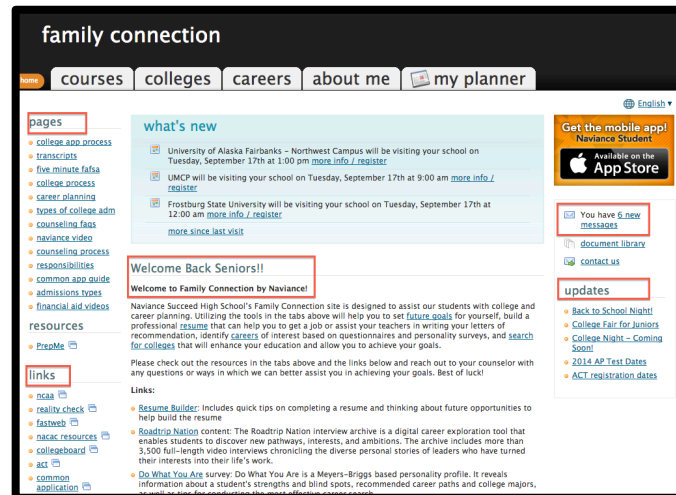 family connection
home
courses
colleges
careers
about me
my planner
English
pages
college app process
transcripts
five minute fafsa
college process
career planning
types of college adm
counseling faqs
naviance video
counseling process
responsibilities
common app guide
admissions types
financial aid videos
resources
PrepMe
links
ncaa
reality check
fastweb
nacac resources
collegeboard
act
common
application
what's new
University of Alaska Fairbanks – Northwest Campus will be visiting your school on
Tuesday, September 17th at 1:00 pm more info / register
UMCP will be visiting your school on Tuesday, September 17th at 9:00 am more info /
register
Frostburg State University will be visiting your school on Tuesday, September 17th at
12:00 am more info / register
more since last visit
Welcome Back Seniors!!
Welcome to Family Connection by Naviance!
Naviance Succeed High School's Family Connection site is designed to assist our students with college and
career planning. Utilizing the tools in the tabs above will help you to set future goals for yourself, build a
professional resume that can help you to get a job or assist your teachers in writing your letters of
recommendation, identify careers of interest based on questionnaires and personality surveys, and search
for colleges that will enhance your education and allow you to achieve your goals.
Please check out the resources in the tabs above and the links below and reach out to your counselor with
any questions or ways in which we can better assist you in achieving your goals. Best of luck!
Links:
Resume Builder: Includes quick tips on completing a resume and thinking about future opportunities to
help build the resume
Roadtrip Nation content: The Roadtrip Nation interview archive is a digital career exploration tool that
enables students to discover new pathways, interests, and ambitions. The archive includes more than
3,500 full-length video interviews chronicling the diverse personal stories of leaders who have turned
their interests into their life's work.
Do What You Are survey: Do What You Are is a Meyers-Briggs based personality profile. It reveals
information about a student's strengths and blind spots, recommended career paths and college majors,
as well as tips for conducting the most effective career search
Get the mobile app!
Naviance Student
Available on the
App Store
You have 6 new
messages
document library
contact us
updates
Back to School Night!
College Fair for Juniors
College Night – Coming
Soon!
2014 AP Test Dates
ACT registration dates